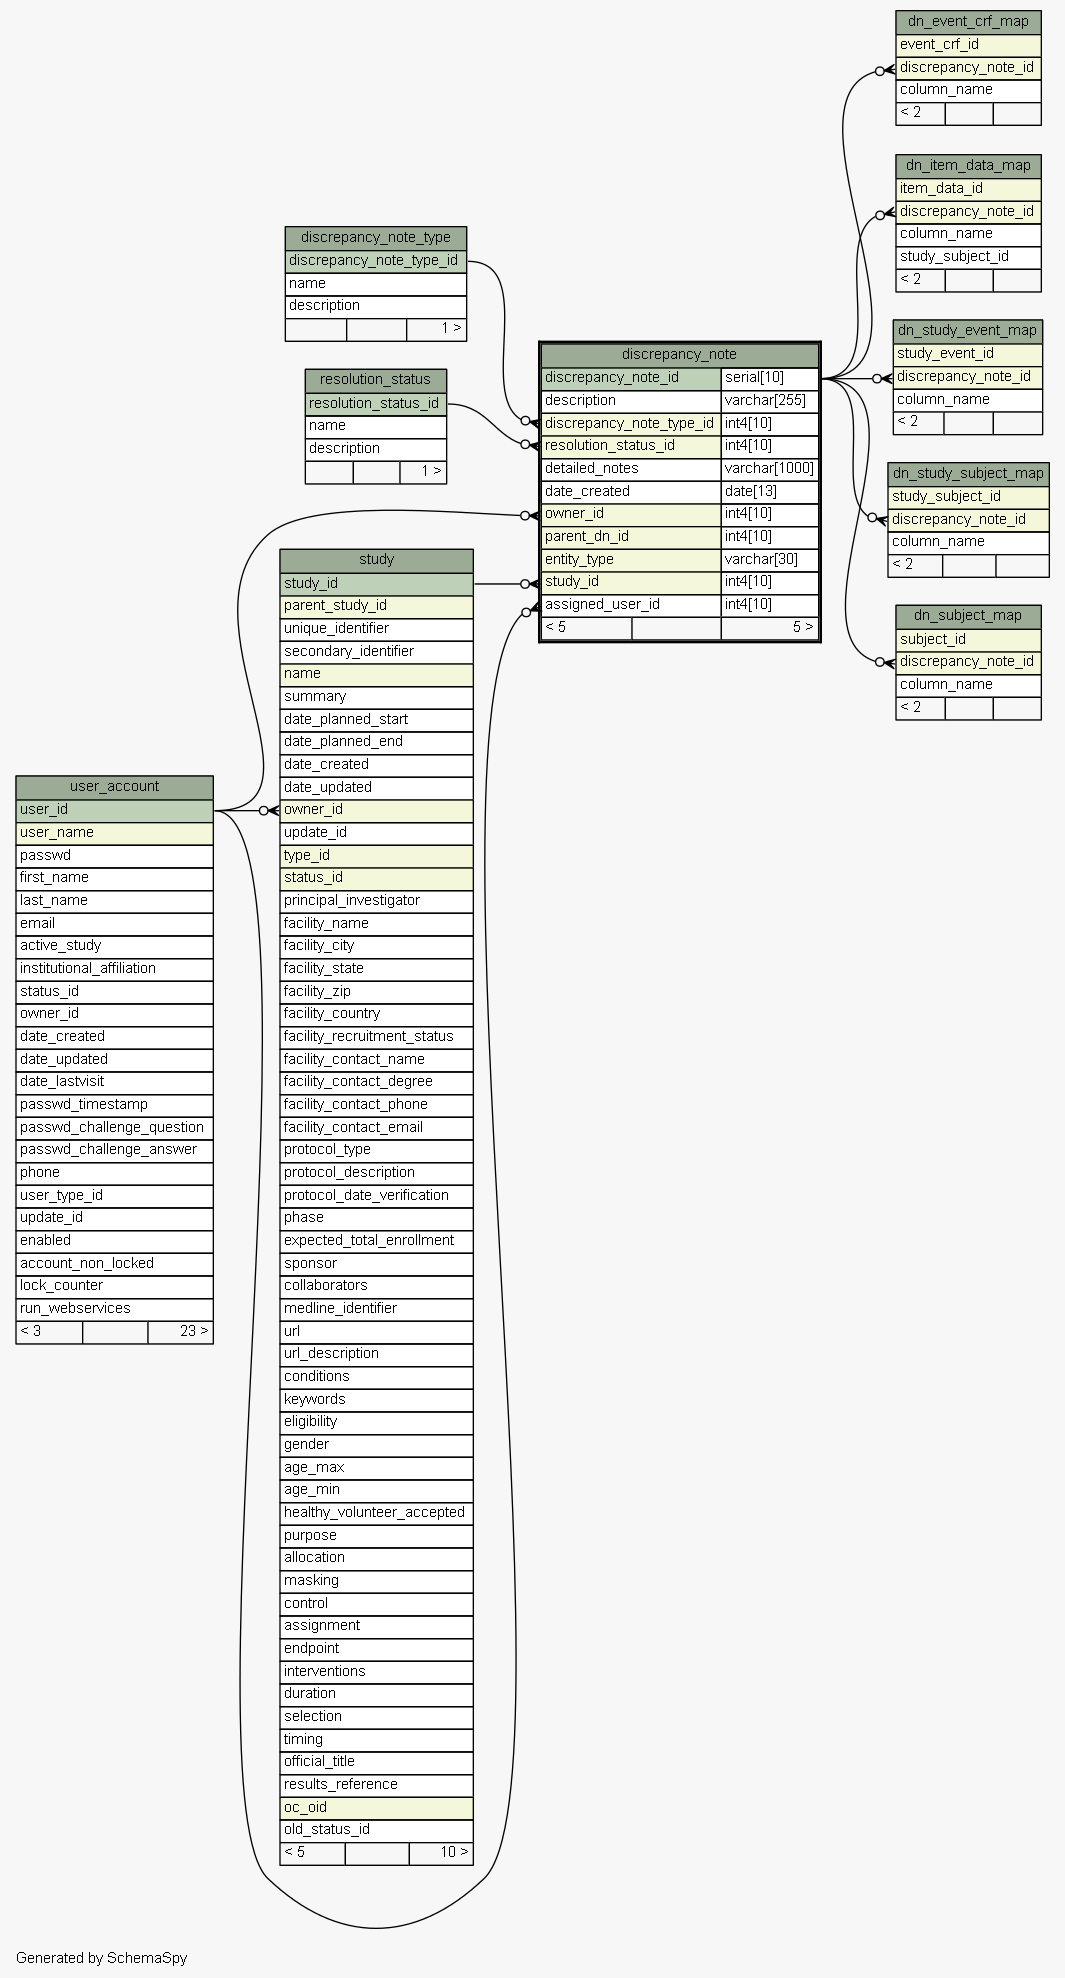 dn_event_crf_map
event_crf_id
discrepancy_note_id
column_name
< 2
dn_item_data_map
item_data_id
discrepancy_note_id
column_name
study_subject_id
< 2
discrepancy_note_type
discrepancy_note_type_id
name
description
1 >
dn_study_event_map
study_event_id
discrepancy_note_id
column_name
< 2
resolution_status
resolution_status_id
name
description
1 >
discrepancy_note
discrepancy_note_id serial[10]
description varchar[255]
discrepancy_note_type_id int4[10]
resolution_status_id int4[10]
detailed_notes varchar[1000]
date_created date[13]
owner_id int4[10]
parent_dn_id int4[10]
entity_type varchar[30]
study_id int4[10]
assigned_user_id int4[10]
< 5 5 >
dn_study_subject_map
study_subject_id
discrepancy_note_id
column_name
< 2
dn_subject_map
subject_id
discrepancy_note_id
column_name
< 2
study
study_id
parent_study_id
unique_identifier
secondary_identifier
name
summary
date_planned_start
date_planned_end
date_created
date_updated
owner_id
update_id
type_id
status_id
principal_investigator
facility_name
facility_city
facility_state
facility_zip
facility_country
facility_recruitment_status
facility_contact_name
facility_contact_degree
facility_contact_phone
facility_contact_email
protocol_type
protocol_description
protocol_date_verification
phase
expected_total_enrollment
sponsor
collaborators
medline_identifier
url
url_description
conditions
keywords
eligibility
gender
age_max
age_min
healthy_volunteer_accepted
purpose
allocation
masking
control
assignment
endpoint
interventions
duration
selection
timing
official_title
results_reference
oc_oid
old_status_id
< 5 10 >
user_account
user_id
user_name
passwd
first_name
last_name
email
active_study
institutional_affiliation
status_id
owner_id
date_created
date_updated
date_lastvisit
passwd_timestamp
passwd_challenge_question
passwd_challenge_answer
phone
user_type_id
update_id
enabled
account_non_locked
lock_counter
run_webservices
< 3 23 >
Generated by SchemaSpy